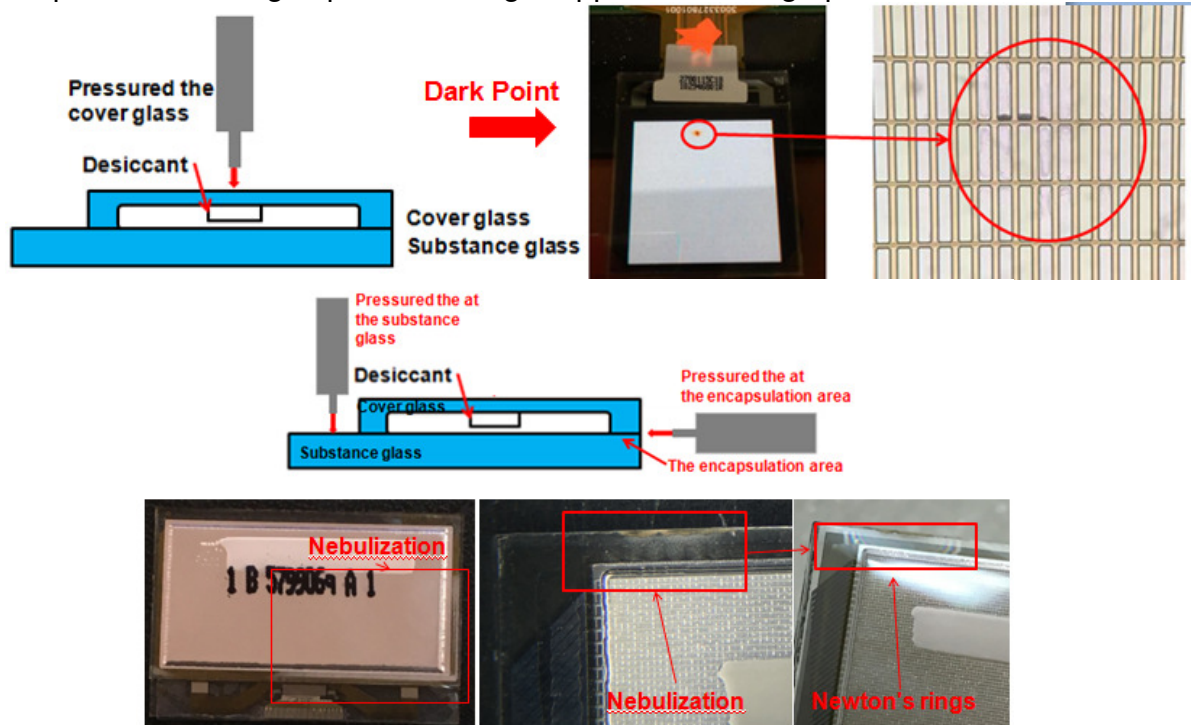 Pressured the
cover glass
Desiccant
Cover glass
Substance glass
Dark Point
Pressured the at
the substance
glass
Desiccant
Cover glass
Substance glass
Pressured the at
the encapsulation area
The encapsulation area
Nebulization
1 B 5799069 A 1
Nebulization
Newton's rings